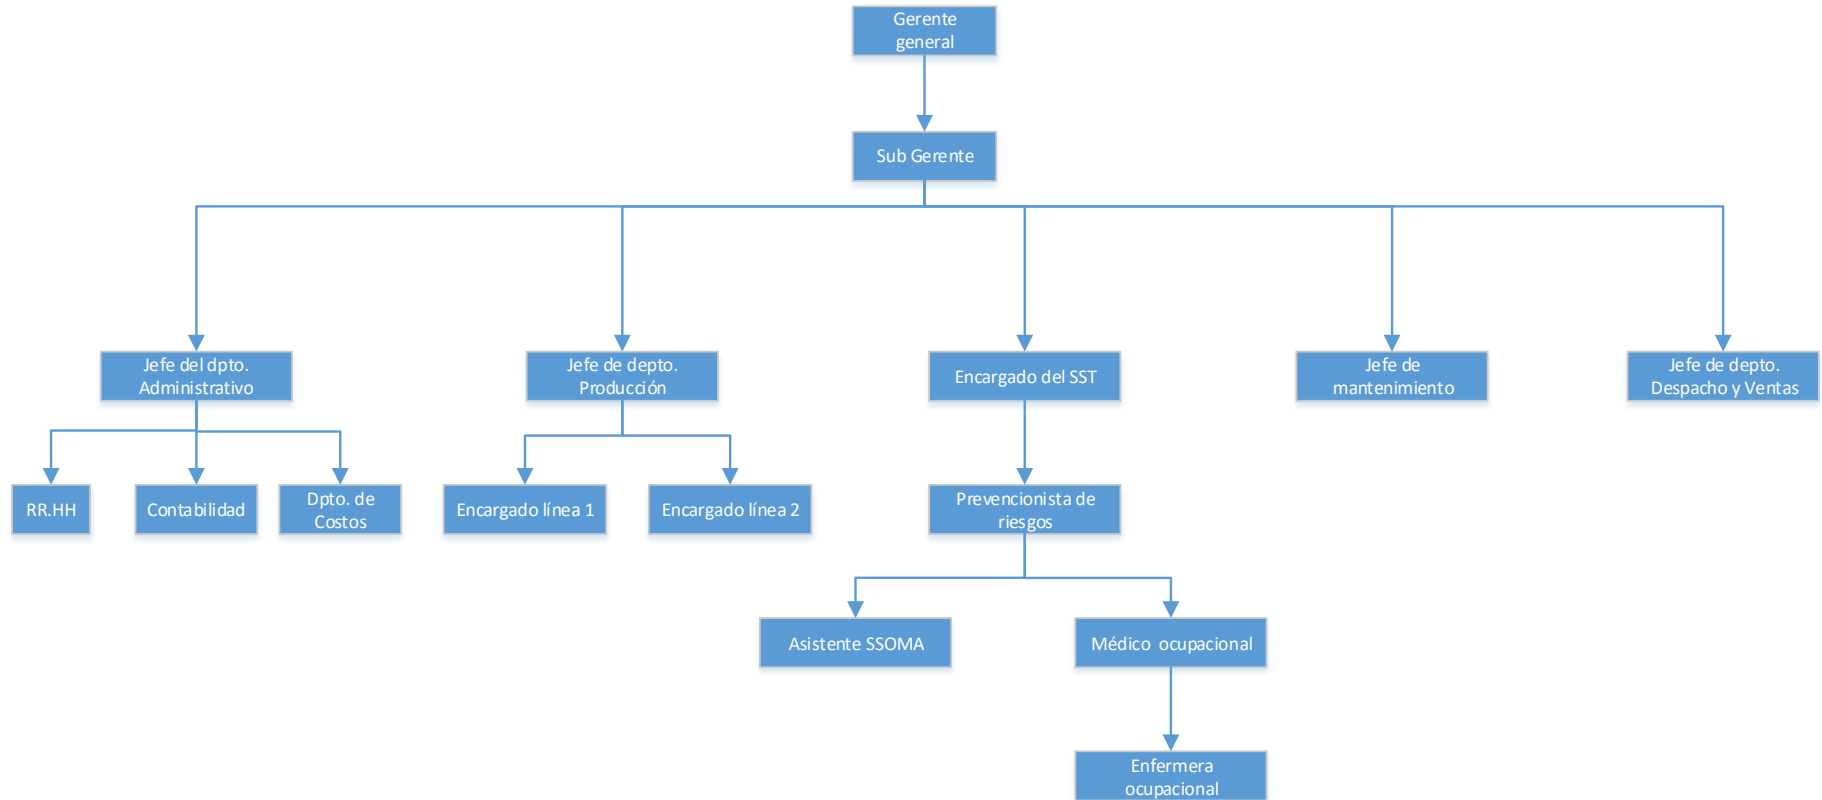 Gerente
general
Sub Gerente
Jefe del dpto.
Administrativo
Jefe de depto.
Producción
Encargado del SST
Jefe de
mantenimiento
Jefe de depto.
Despacho y Ventas
RR.HH
Contabilidad
Dpto. de
Costos
Encargado línea 1
Encargado línea 2
Prevencionista de
riesgos
Asistente SSOMA
Médico ocupacional
Enfermera
ocupacional